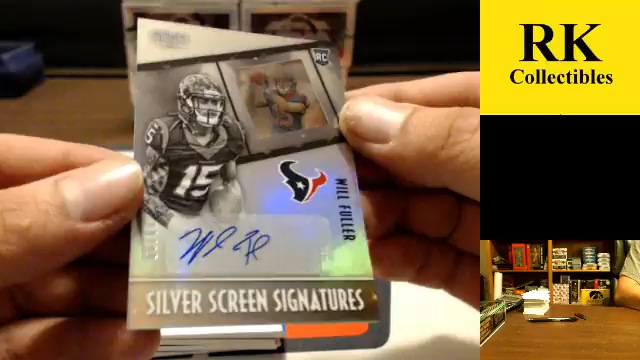 RC
15
WILL FULLER
SILVER SCREEN SIGNATURES
RK
Collectibles